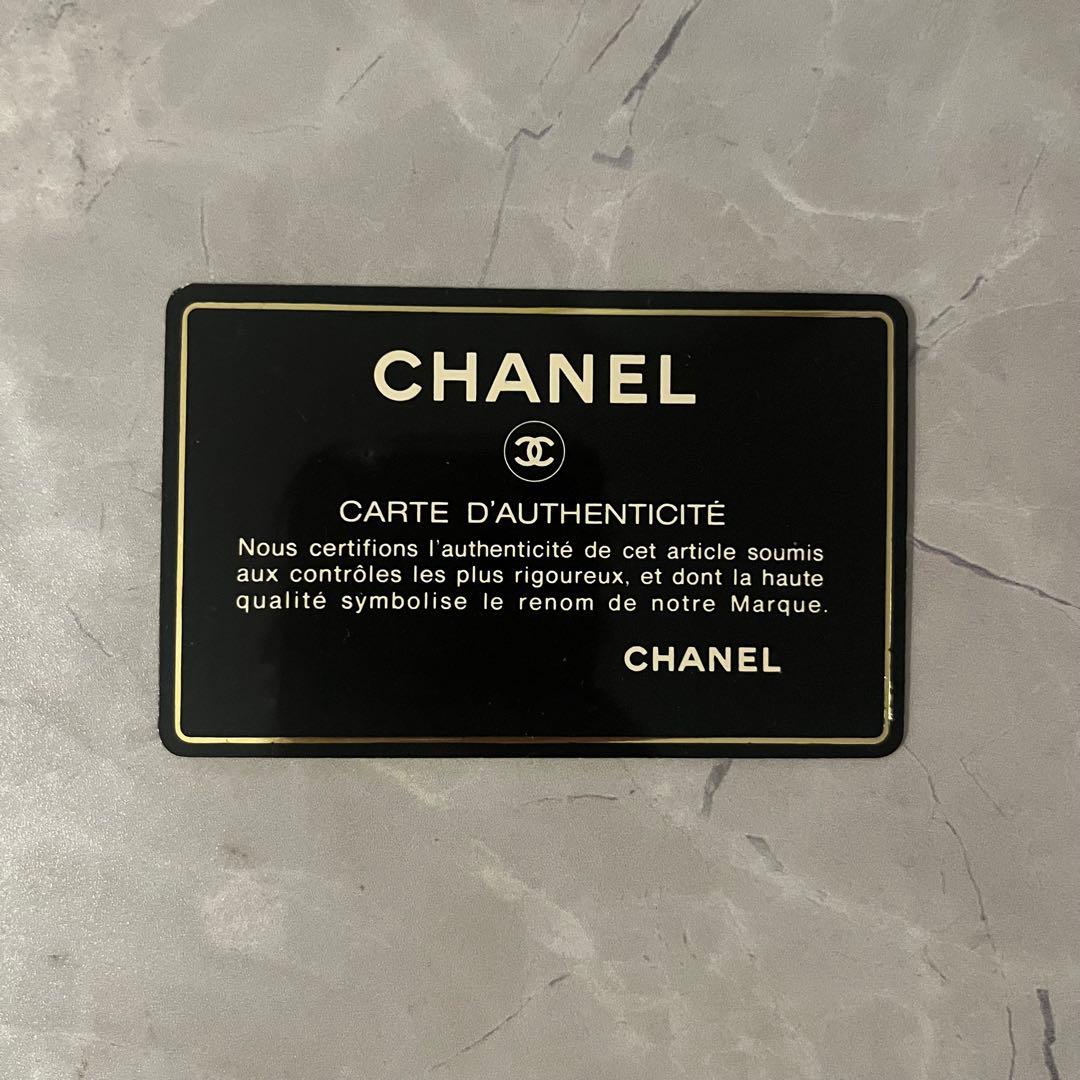 CHANEL
CARTE D'AUTHENTICITÉ
Nous certifions l'authenticité de cet article soumis
aux contrôles les plus rigoureux, et dont la haute
qualité symbolise le renom de notre Marque.
CHANEL